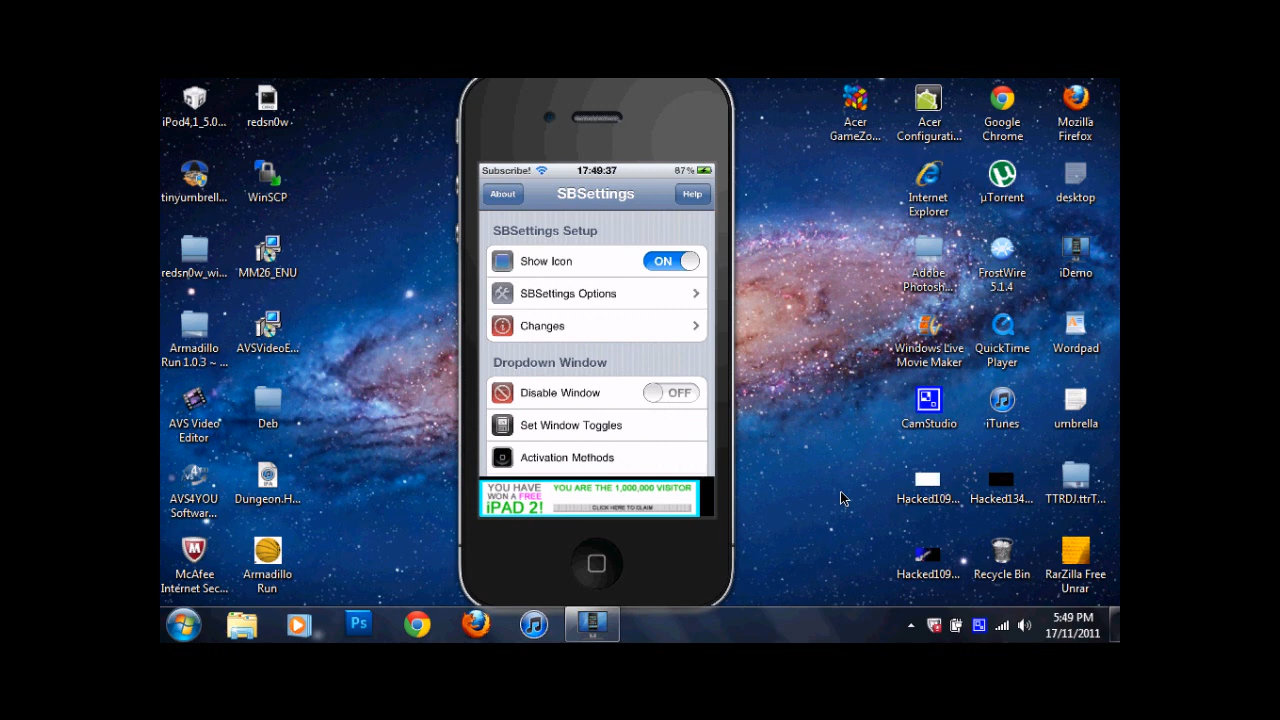 iPod4,1_5.0...
redsn0w
tinyumbrell...
WinSCP
redsn0w_wi...
MM26_ENU
Armadillo
Run 1.0.3 ~ ...
AVSVideoE...
AVS Video
Editor
Deb
AVS4YOU
Softwar...
Dungeon.H...
McAfee
Internet Sec...
Armadillo
Run
Subscribe!
17:49:37
87%
About
SBSettings
Help
SBSettings Setup
Show Icon
ON
SBSettings Options
Changes
Dropdown Window
Disable Window
OFF
Set Window Toggles
Activation Methods
YOU HAVE
WON A FREE
iPAD 2!
YOU ARE THE 1,000,000 VISITOR
CLICK HERE TO CLAIM
Acer
GameZo...
Acer
Configurati...
Google
Chrome
Mozilla
Firefox
Internet
Explorer
µTorrent
desktop
Adobe
Photosh...
FrostWire
5.1.4
iDemo
Windows Live
Movie Maker
QuickTime
Player
Wordpad
CamStudio
iTunes
umbrella
Hacked109...
Hacked134...
TTRDJ.ttrT...
Hacked109...
Recycle Bin
RarZilla Free
Unrar
Ps
5:49 PM
17/11/2011